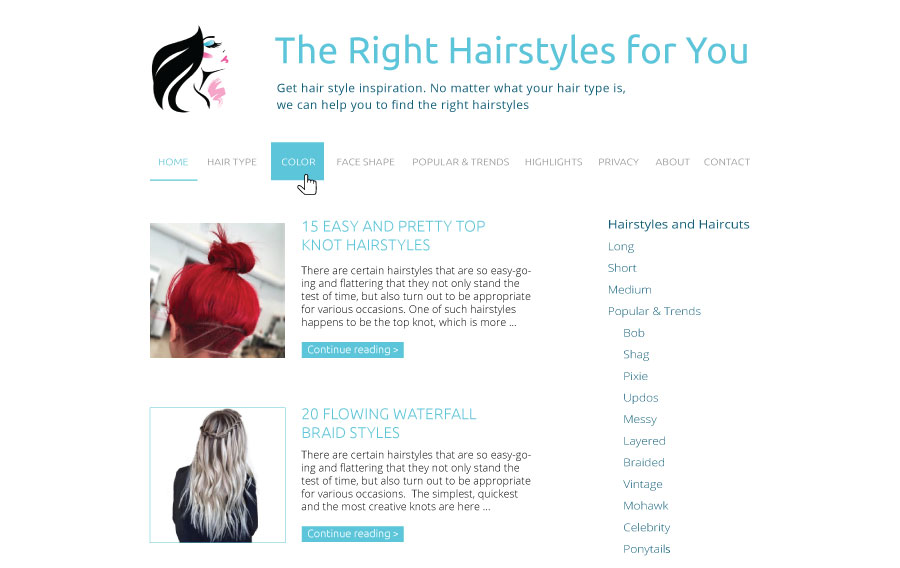 The Right Hairstyles for You
Get hair style inspiration. No matter what your hair type is,
we can help you to find the right hairstyles
HOME HAIR TYPE COLOR FACE SHAPE POPULAR & TRENDS HIGHLIGHTS PRIVACY ABOUT CONTACT
15 EASY AND PRETTY TOP
KNOT HAIRSTYLES
There are certain hairstyles that are so easy-go-
ing and flattering that they not only stand the
test of time, but also turn out to be appropriate
for various occasions. One of such hairstyles
happens to be the top knot, which is more ...
Continue reading >
20 FLOWING WATERFALL
BRAID STYLES
There are certain hairstyles that are so easy-go-
ing and flattering that they not only stand the
test of time, but also turn out to be appropriate
for various occasions. The simplest, quickest
and the most creative knots are here ...
Continue reading >
Hairstyles and Haircuts
Long
Short
Medium
Popular & Trends
Bob
Shag
Pixie
Updos
Messy
Layered
Braided
Vintage
Mohawk
Celebrity
Ponytails